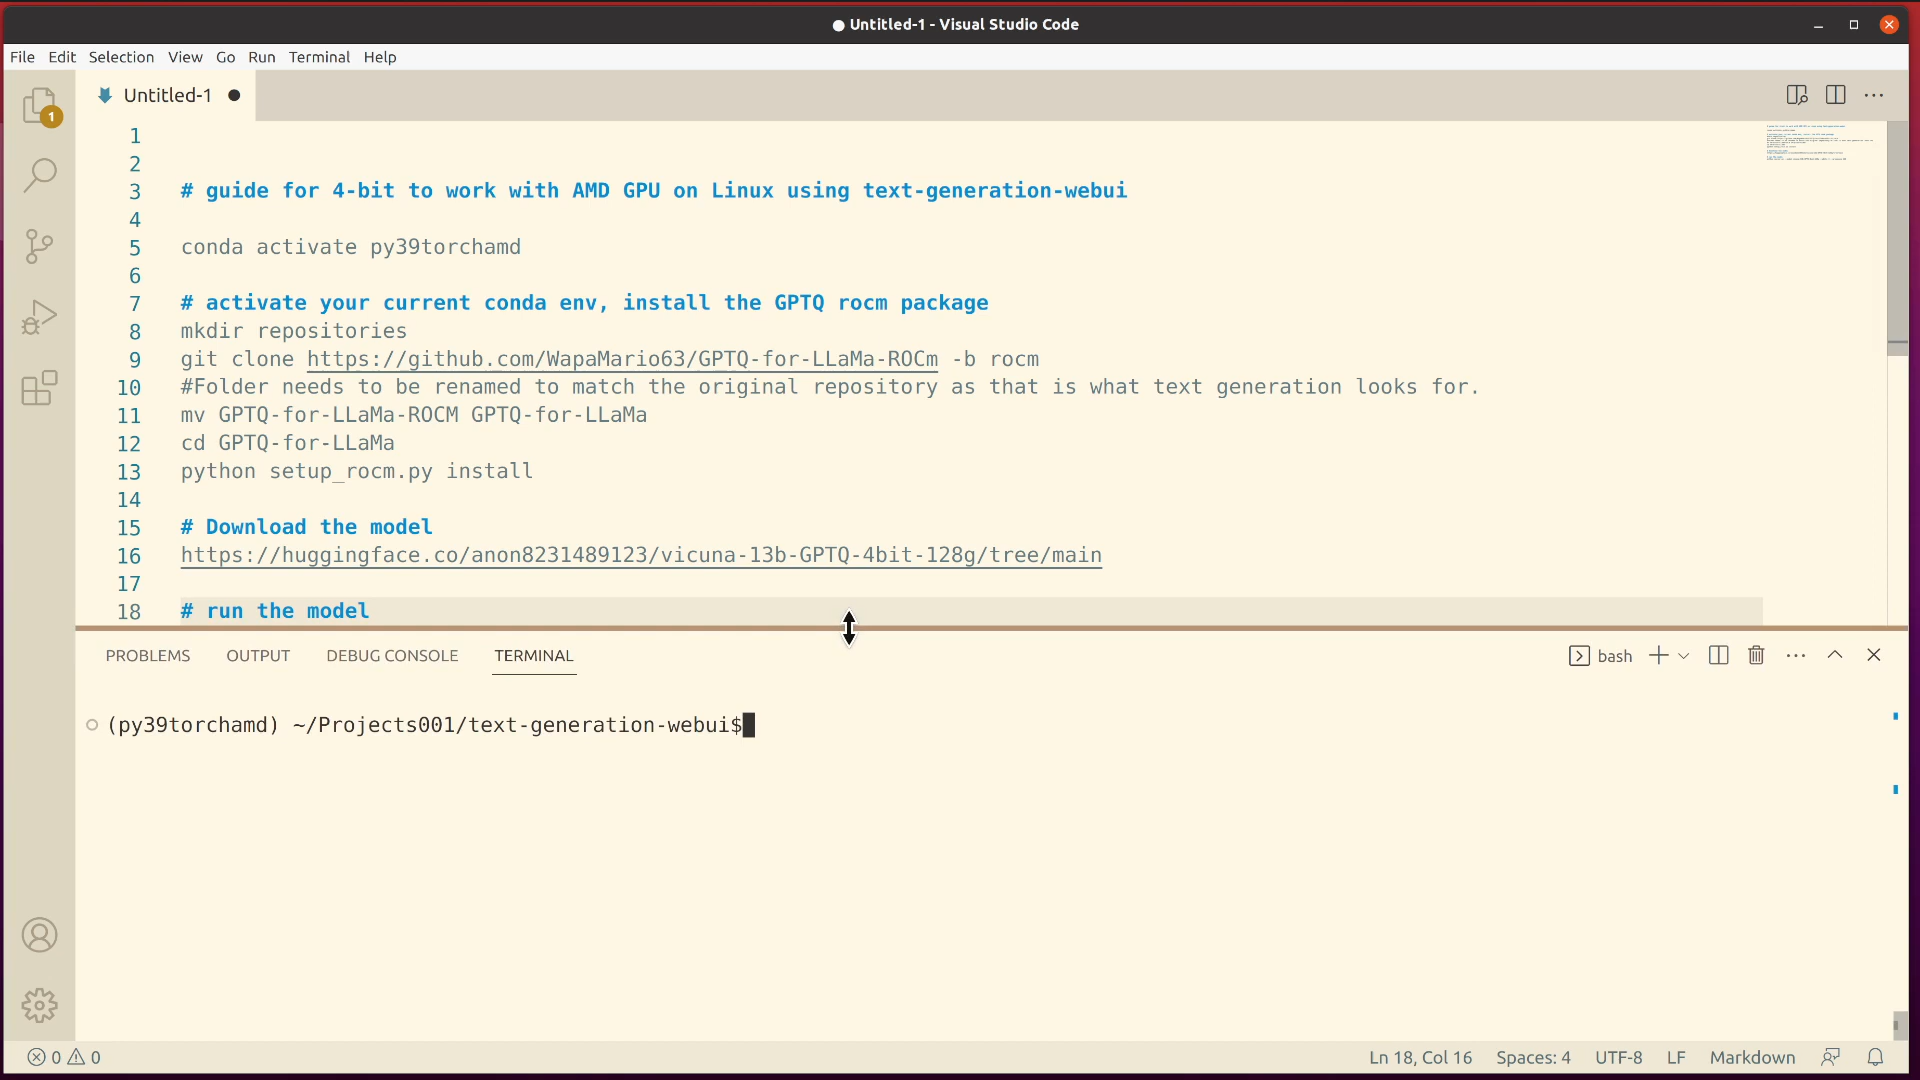 ● Untitled-1 - Visual Studio Code
File Edit Selection View Go Run Terminal Help
Untitled-1 ●
1
1
2
3 # guide for 4-bit to work with AMD GPU on Linux using text-generation-webui
4
5 conda activate py39torchamd
6
7 # activate your current conda env, install the GPTQ rocm package
8 mkdir repositories
9 git clone https://github.com/WapaMario63/GPTQ-for-LLaMa-ROCm -b rocm
10 #Folder needs to be renamed to match the original repository as that is what text generation looks for.
11 mv GPTQ-for-LLaMa-ROCM GPTQ-for-LLaMa
12 cd GPTQ-for-LLaMa
13 python setup_rocm.py install
14
15 # Download the model
16 https://huggingface.co/anon8231489123/vicuna-13b-GPTQ-4bit-128g/tree/main
17
18 # run the model
PROBLEMS OUTPUT DEBUG CONSOLE TERMINAL bash
(py39torchamd) ~/Projects001/text-generation-webui$
0 0 Ln 18, Col 16 Spaces: 4 UTF-8 LF Markdown